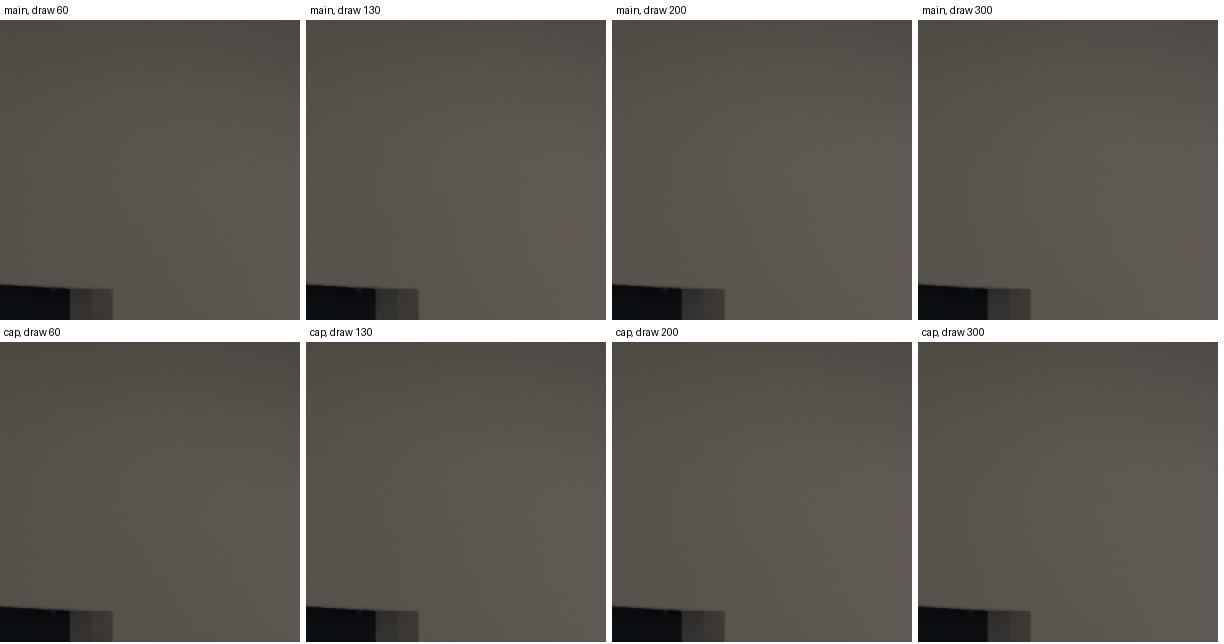 main, draw 60
main, draw 130
main, draw 200
main, draw 300
cap, draw 60
cap, draw 130
cap, draw 200
cap, draw 300